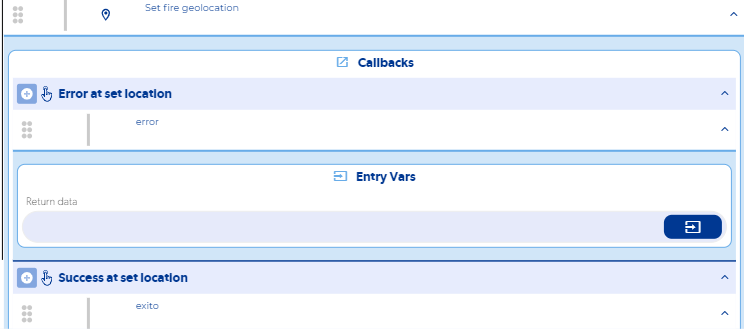 Set fire geolocation
Callbacks
Error at set location
error
Entry Vars
Return data
Success at set location
exito